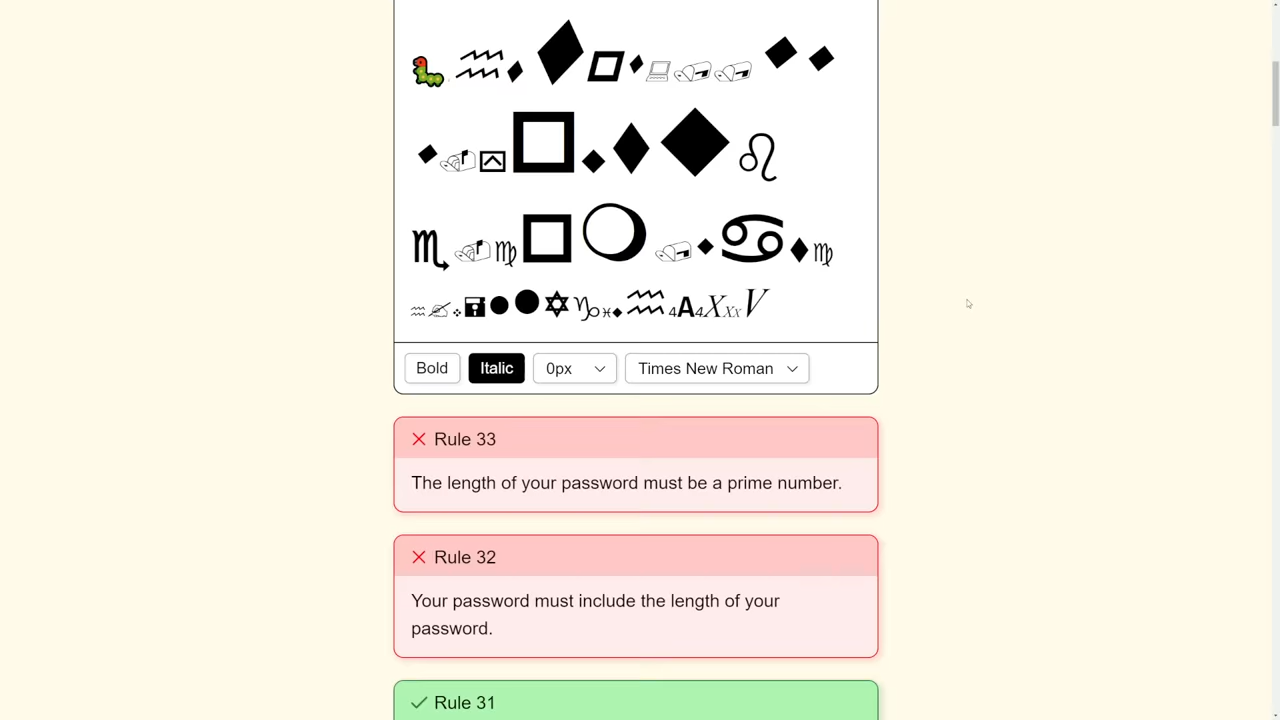 🐛♒⬧⧫❑⬧💻📪📪◆◆
◆📬⍓❑⬥⧫◆♌
♏📬♍❑❍📪⬥♋⧫♍
♒✍❖🖬●●✡♑♓◆♒4A4XXxV
Bold Italic 0px Times New Roman
Rule 33
The length of your password must be a prime number.
Rule 32
Your password must include the length of your
password.
Rule 31